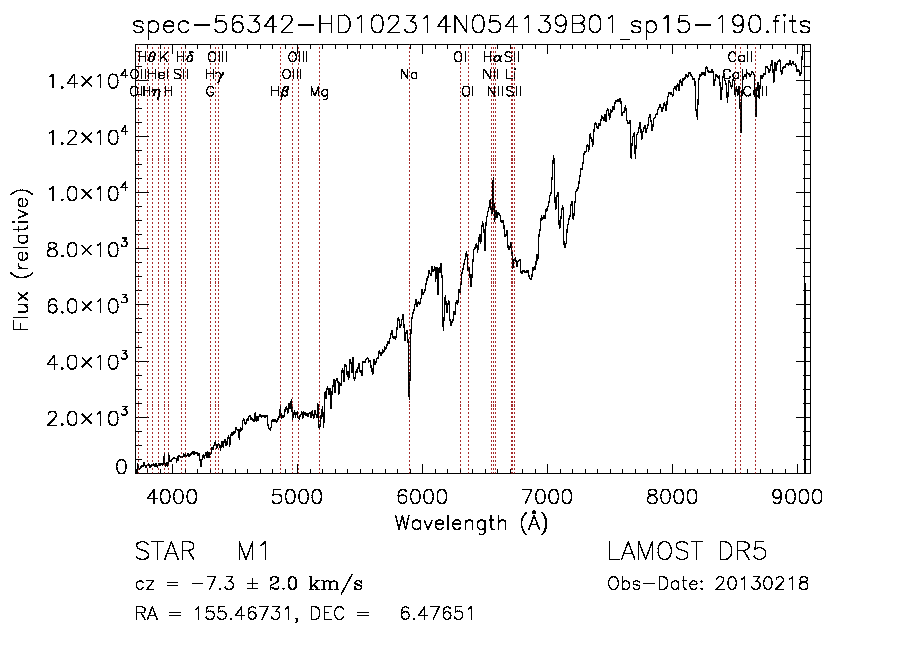 spec-56342-HD102314N054139B01_sp15-190.fits
Hθ K Hδ OIII OIII OI Hα SII CaII
OII HeI SII Hγ OIII Na NII Li CaII
OII Hη H G Hβ Mg OI NII SII CaII
1.4×10⁴
1.2×10⁴
1.0×10⁴
8.0×10³
6.0×10³
4.0×10³
2.0×10³
0
Flux (relative)
4000 5000 6000 7000 8000 9000
Wavelength (Å)
STAR M1 LAMOST DR5
cz = −7.3 ± 2.0 km/s Obs−Date: 20130218
RA = 155.46731, DEC = 6.47651